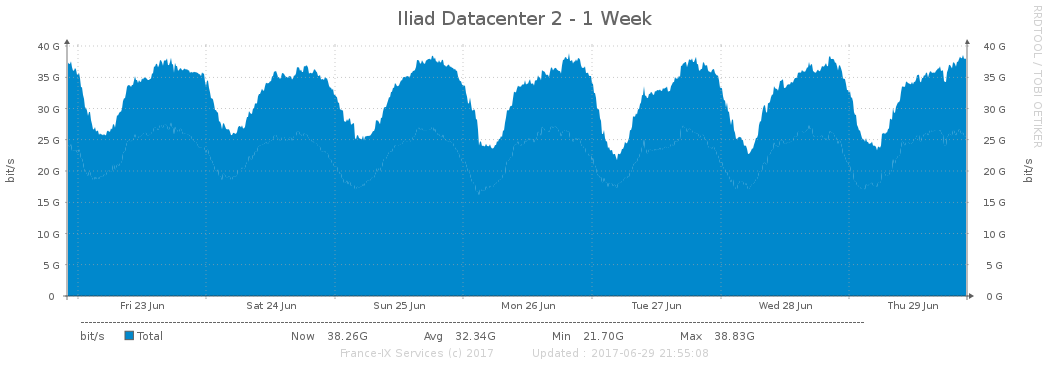 Iliad Datacenter 2 - 1 Week
RRDTOOL / TOBI OETIKER
40 G 40 G
35 G 35 G
30 G 30 G
25 G 25 G
20 G 20 G
15 G 15 G
10 G 10 G
5 G 5 G
0 0 G
bit/s bit/s
Fri 23 Jun Sat 24 Jun Sun 25 Jun Mon 26 Jun Tue 27 Jun Wed 28 Jun Thu 29 Jun
bit/s Total Now 38.26G Avg 32.34G Min 21.70G Max 38.83G
France-IX Services (c) 2017 Updated : 2017-06-29 21:55:08